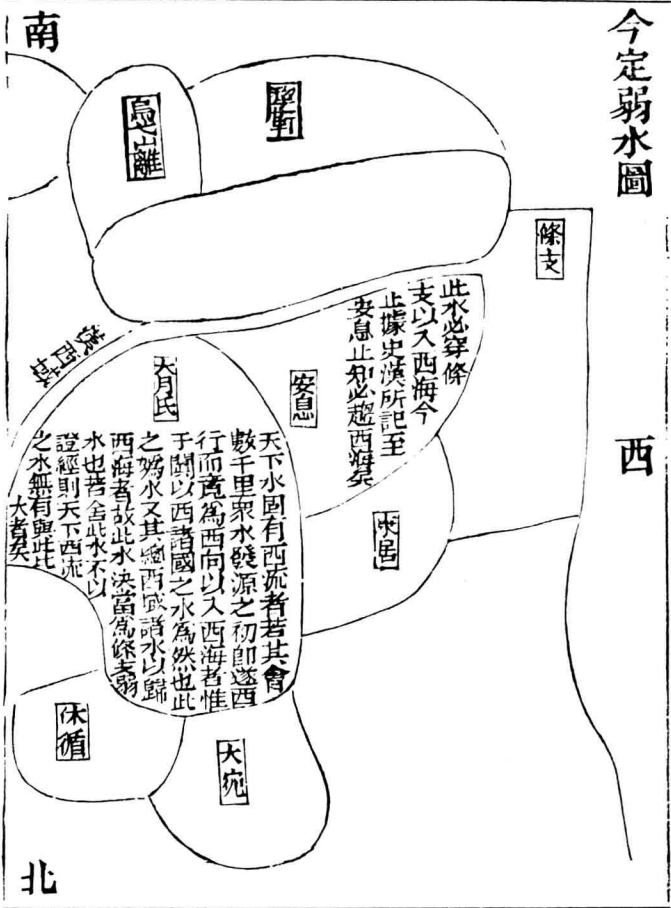 今定弱水圖
西
南
北
條支
犂靬
烏弋山離
此水必穿條
支以入西海今
止據史漢所記至
安息止知必趨西海矣
安息
大月氏
康居
天下水固有西流者若其會
數千里衆水發源之初即遂西
行而竟為西向以入西海者惟
于闐以西諸國之水為然也此
之媯水又其總西域諸水以歸
西海者故此水決當為條支弱
水也若舍此水不以
證經則天下西流
之水無有與此比
大者矣
大宛
休循